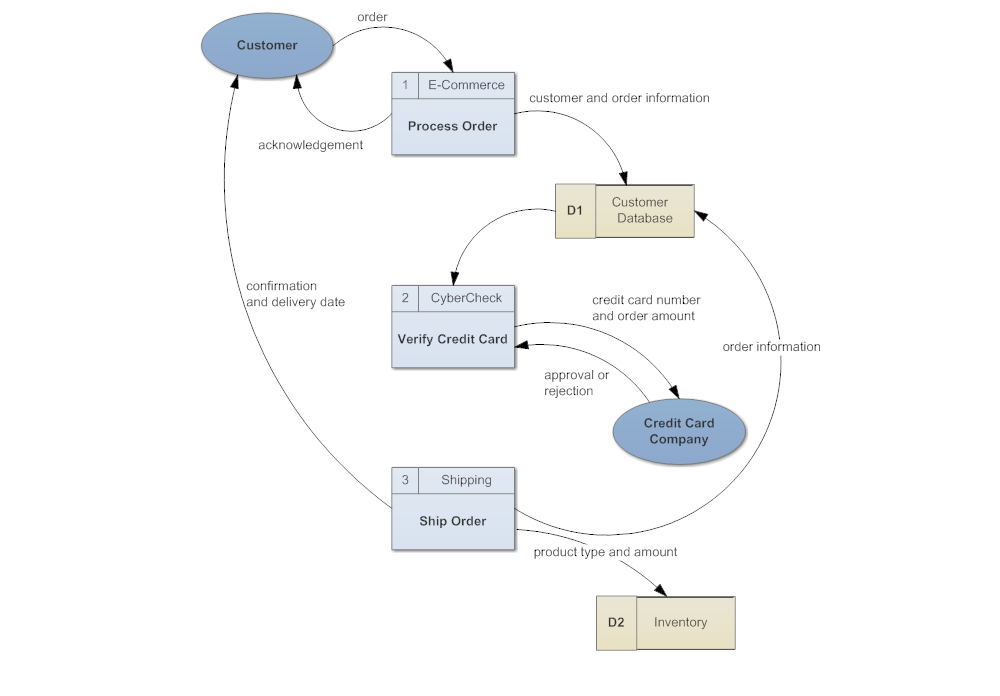 order
Customer
1 E-Commerce
Process Order
customer and order information
acknowledgement
D1
Customer
Database
confirmation
and delivery date
2 CyberCheck
Verify Credit Card
credit card number
and order amount
order information
approval or
rejection
Credit Card
Company
3 Shipping
Ship Order
product type and amount
D2
Inventory